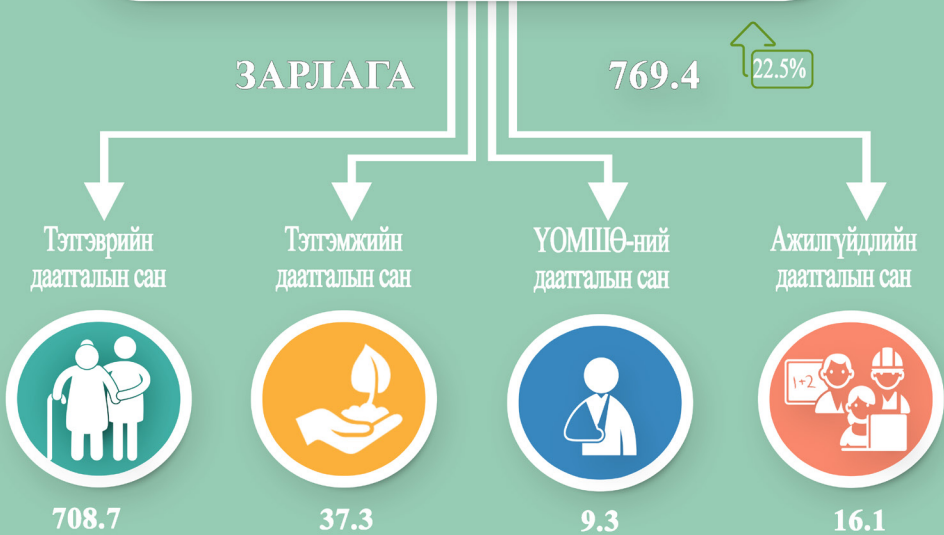 ЗАРЛАГА 769.4 22.5%
Тэтгэврийн
даатгалын сан
Тэтгэмжийн
даатгалын сан
ҮОМШӨ-ний
даатгалын сан
Ажилгүйдлийн
даатгалын сан
1+2
708.7
37.3
9.3
16.1